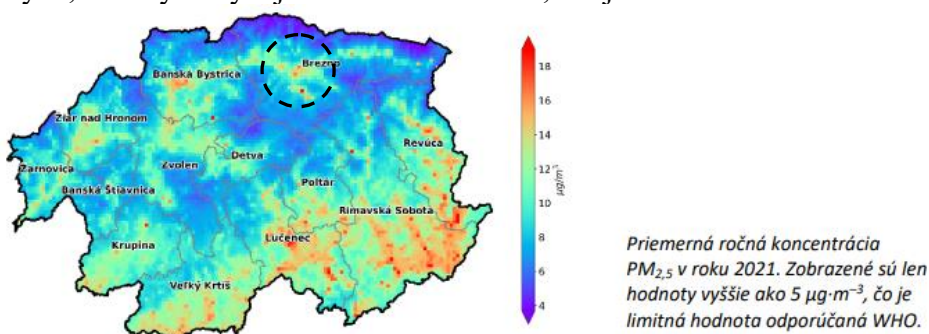 Brezno
Banská Bystrica
Žiar nad Hronom
Revúca
Žarnovica
Zvolen
Detva
Banská Štiavnica
Poltár
Rimavská Sobota
Krupina
Lučenec
Veľký Krtíš
18
16
14
12
10
8
6
4
µg/m³
Priemerná ročná koncentrácia
PM2,5 v roku 2021. Zobrazené sú len
hodnoty vyššie ako 5 µg·m⁻³, čo je
limitná hodnota odporúčaná WHO.